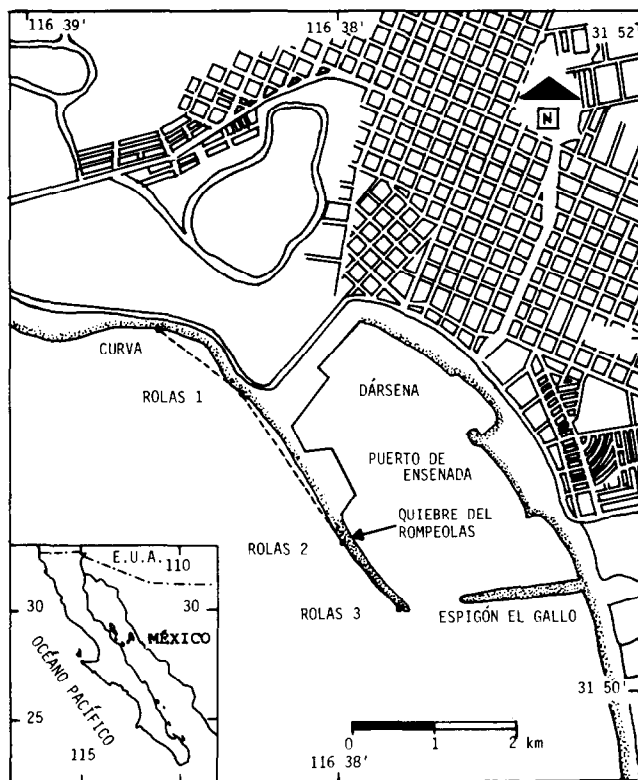 116 39'
116 38'
31 52'
N
CURVA
ROLAS 1
DÁRSENA
PUERTO DE
ENSENADA
QUIEBRE DEL
ROMPEOLAS
ROLAS 2
ROLAS 3
ESPIGÓN EL GALLO
E.U.A.
110
30
30
MÉXICO
OCÉANO PACÍFICO
25
115
31 50'
0 1 2 km
116 38'